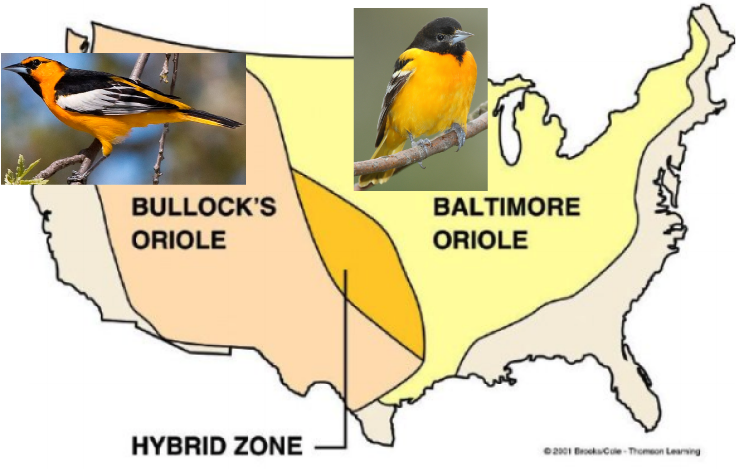 BULLOCK'S
ORIOLE
BALTIMORE
ORIOLE
HYBRID ZONE
© 2001 Brooks/Cole - Thomson Learning